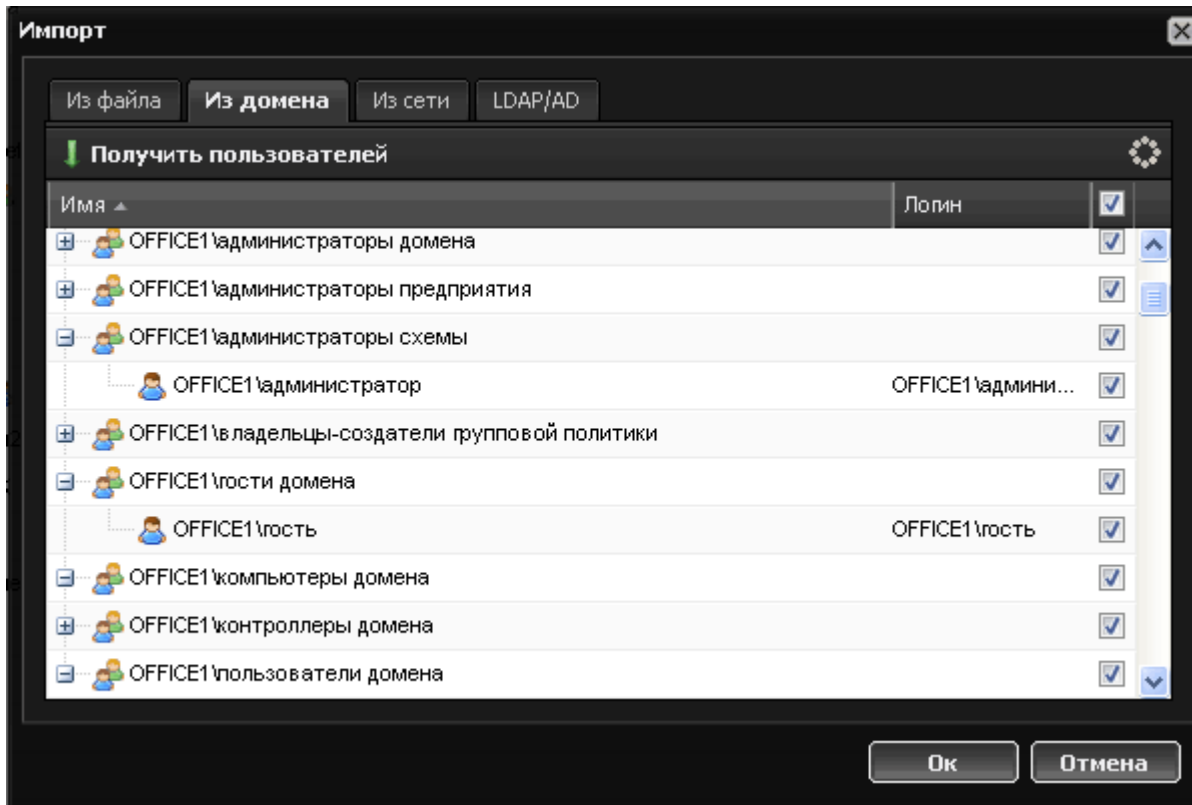 Импорт
Из файла Из домена Из сети LDAP/AD
Получить пользователей
Имя Логин
OFFICE1\администраторы домена
OFFICE1\администраторы предприятия
OFFICE1\администраторы схемы
OFFICE1\администратор OFFICE1\админи...
OFFICE1\владельцы-создатели групповой политики
OFFICE1\гости домена
OFFICE1\гость OFFICE1\гость
OFFICE1\компьютеры домена
OFFICE1\контроллеры домена
OFFICE1\пользователи домена
Ок Отмена